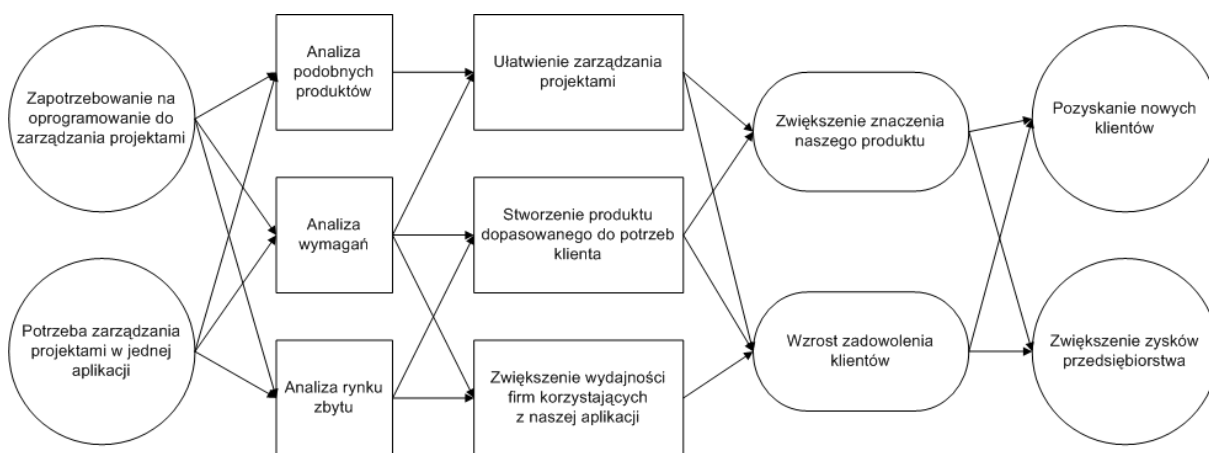 Zapotrzebowanie na
oprogramowanie do
zarządzania projektami
Potrzeba zarządzania
projektami w jednej
aplikacji
Analiza
podobnych
produktów
Analiza
wymagań
Analiza rynku
zbytu
Ułatwienie zarządzania
projektami
Stworzenie produktu
dopasowanego do potrzeb
klienta
Zwiększenie wydajności
firm korzystających
z naszej aplikacji
Zwiększenie znaczenia
naszego produktu
Wzrost zadowolenia
klientów
Pozyskanie nowych
klientów
Zwiększenie zysków
przedsiębiorstwa